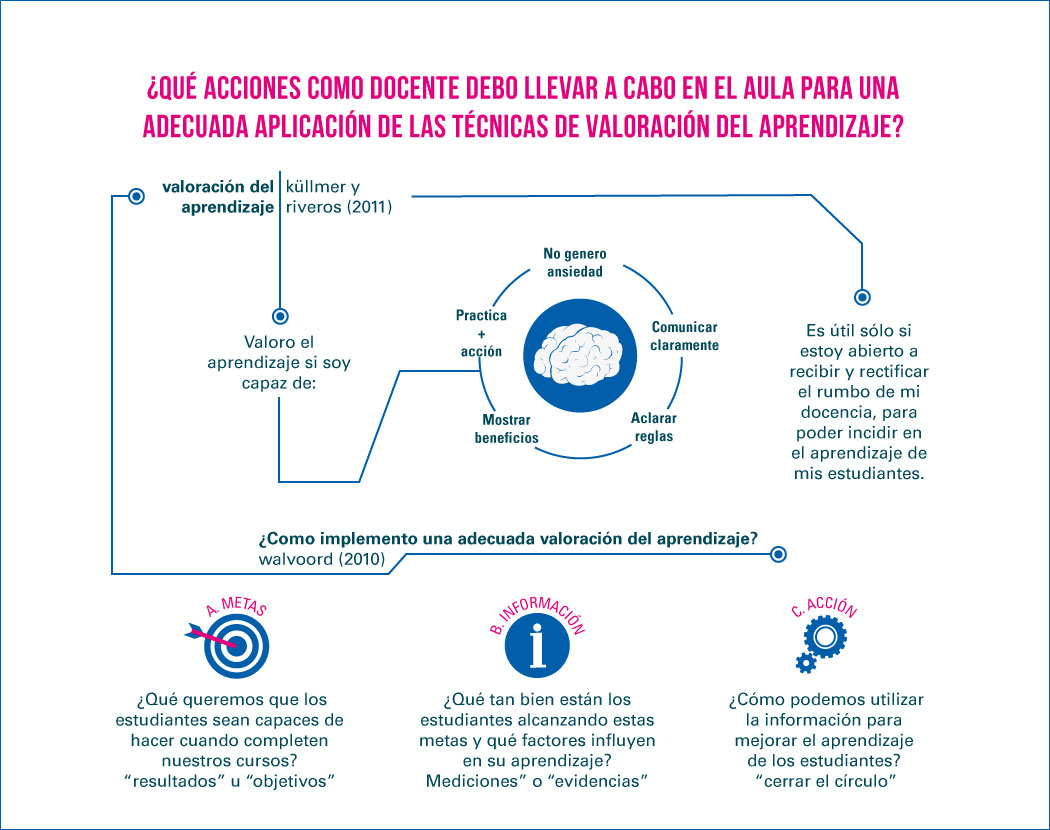 ¿QUÉ ACCIONES COMO DOCENTE DEBO LLEVAR A CABO EN EL AULA PARA UNA
ADECUADA APLICACIÓN DE LAS TÉCNICAS DE VALORACIÓN DEL APRENDIZAJE?
valoración del
aprendizaje
küllmer y
riveros (2011)
Valoro el
aprendizaje si soy
capaz de:
No genero
ansiedad
Comunicar
claramente
Aclarar
reglas
Mostrar
beneficios
Practica
+
acción
Es útil sólo si
estoy abierto a
recibir y rectificar
el rumbo de mi
docencia, para
poder incidir en
el aprendizaje de
mis estudiantes.
¿Como implemento una adecuada valoración del aprendizaje?
walvoord (2010)
A. METAS
¿Qué queremos que los
estudiantes sean capaces de
hacer cuando completen
nuestros cursos?
“resultados” u “objetivos”
B. INFORMACIÓN
¿Qué tan bien están los
estudiantes alcanzando estas
metas y qué factores influyen
en su aprendizaje?
Mediciones” o “evidencias”
C. ACCIÓN
¿Cómo podemos utilizar
la información para
mejorar el aprendizaje
de los estudiantes?
“cerrar el círculo”